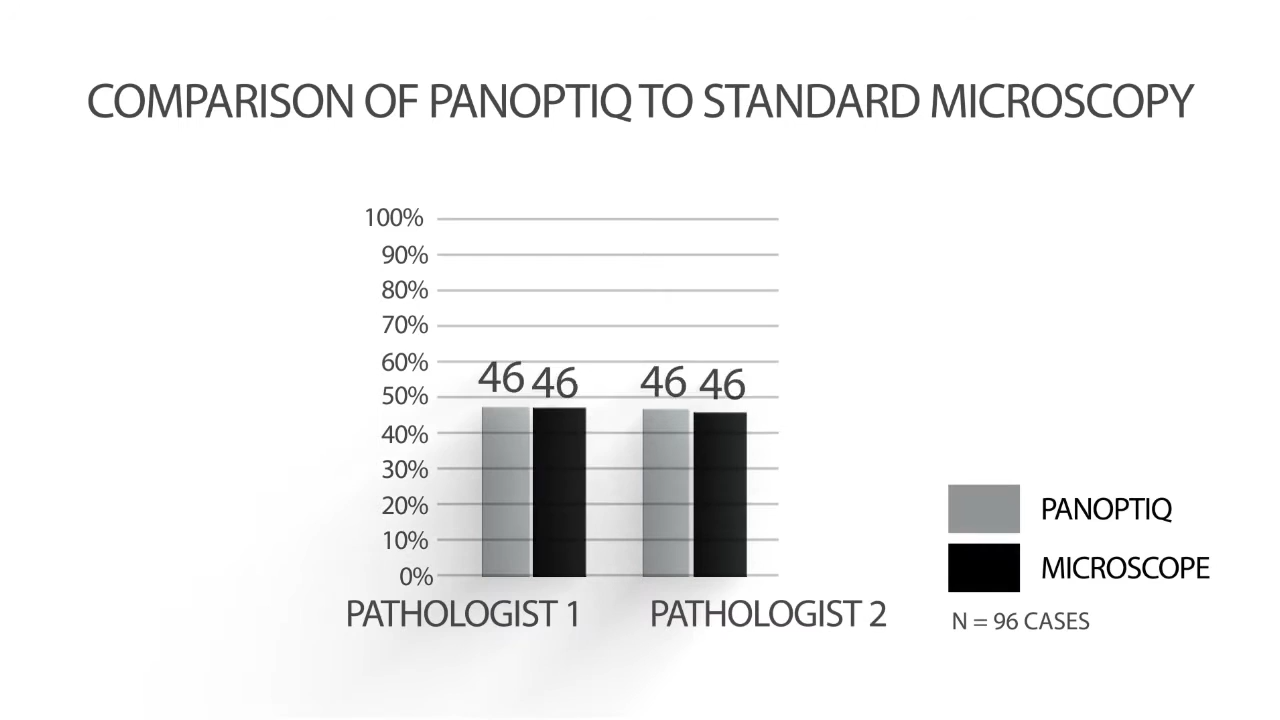 COMPARISON OF PANOPTIQ TO STANDARD MICROSCOPY
100%
90%
80%
70%
60%
50%
40%
30%
20%
10%
0%
46 46 46 46
PATHOLOGIST 1 PATHOLOGIST 2
PANOPTIQ
MICROSCOPE
N = 96 CASES